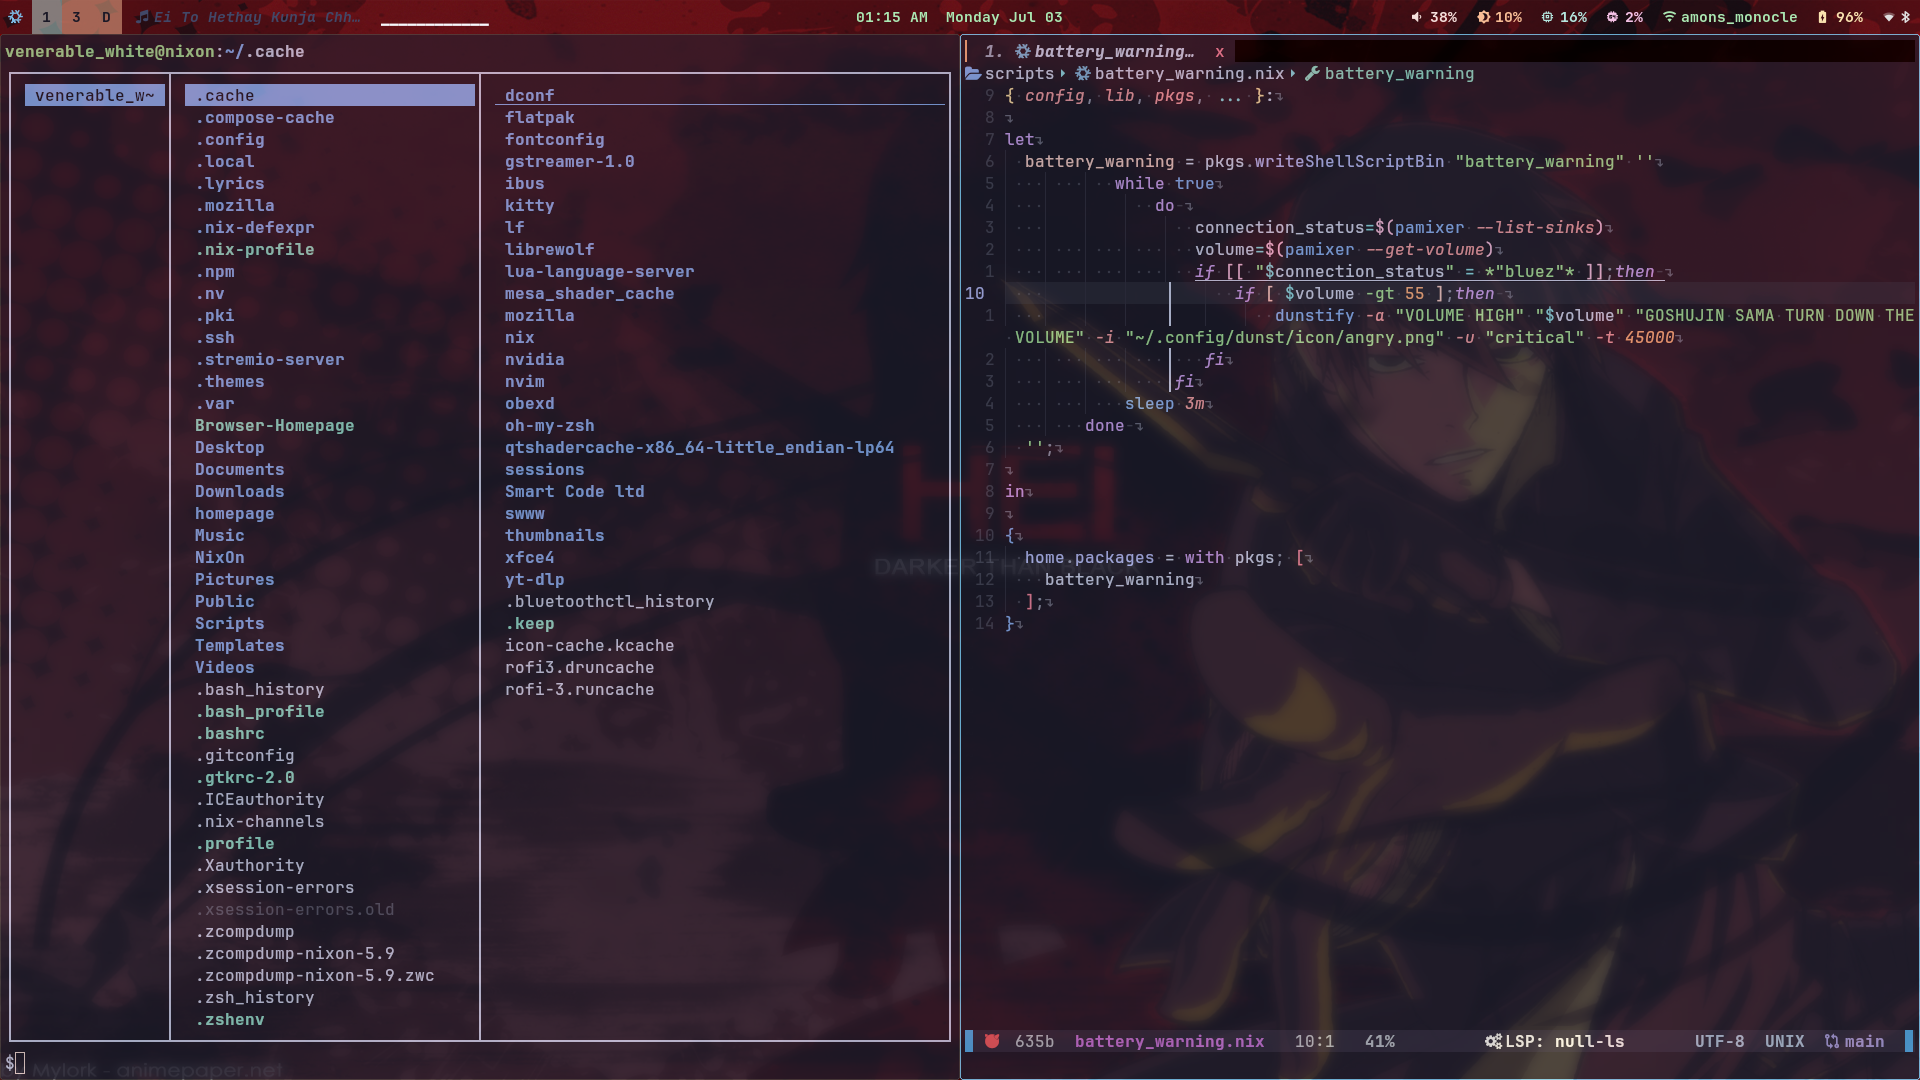 1 3 D Ei To Hethay Kunja Chh… 01:15 AM Monday Jul 03 38% 10% 16% 2% amons_monocle 96%
venerable_white@nixon:~/.cache
venerable_w~
.cache
.compose-cache
.config
.local
.lyrics
.mozilla
.nix-defexpr
.nix-profile
.npm
.nv
.pki
.ssh
.stremio-server
.themes
.var
Browser-Homepage
Desktop
Documents
Downloads
homepage
Music
NixOn
Pictures
Public
Scripts
Templates
Videos
.bash_history
.bash_profile
.bashrc
.gitconfig
.gtkrc-2.0
.ICEauthority
.nix-channels
.profile
.Xauthority
.xsession-errors
.xsession-errors.old
.zcompdump
.zcompdump-nixon-5.9
.zcompdump-nixon-5.9.zwc
.zsh_history
.zshenv
dconf
flatpak
fontconfig
gstreamer-1.0
ibus
kitty
lf
librewolf
lua-language-server
mesa_shader_cache
mozilla
nix
nvidia
nvim
obexd
oh-my-zsh
qtshadercache-x86_64-little_endian-lp64
sessions
Smart Code ltd
swww
thumbnails
xfce4
yt-dlp
.bluetoothctl_history
.keep
icon-cache.kcache
rofi3.druncache
rofi-3.runcache
$
Mylork - animepaper.net
HEI
DARKER THAN BLACK
1. battery_warning… x
scripts › battery_warning.nix › battery_warning
9 { config, lib, pkgs, ... }:
8
7 let
6 battery_warning = pkgs.writeShellScriptBin "battery_warning" ''
5 while true
4 do
3 connection_status=$(pamixer --list-sinks)
2 volume=$(pamixer --get-volume)
1 if [[ "$connection_status" = *"bluez"* ]];then
10 if [ $volume -gt 55 ];then
1 dunstify -a "VOLUME HIGH" "$volume" "GOSHUJIN SAMA TURN DOWN THE
VOLUME" -i "~/.config/dunst/icon/angry.png" -u "critical" -t 45000
2 fi
3 fi
4 sleep 3m
5 done
6 '';
7
8 in
9
10 {
11 home.packages = with pkgs; [
12 battery_warning
13 ];
14 }
635b battery_warning.nix 10:1 41% LSP: null-ls UTF-8 UNIX main